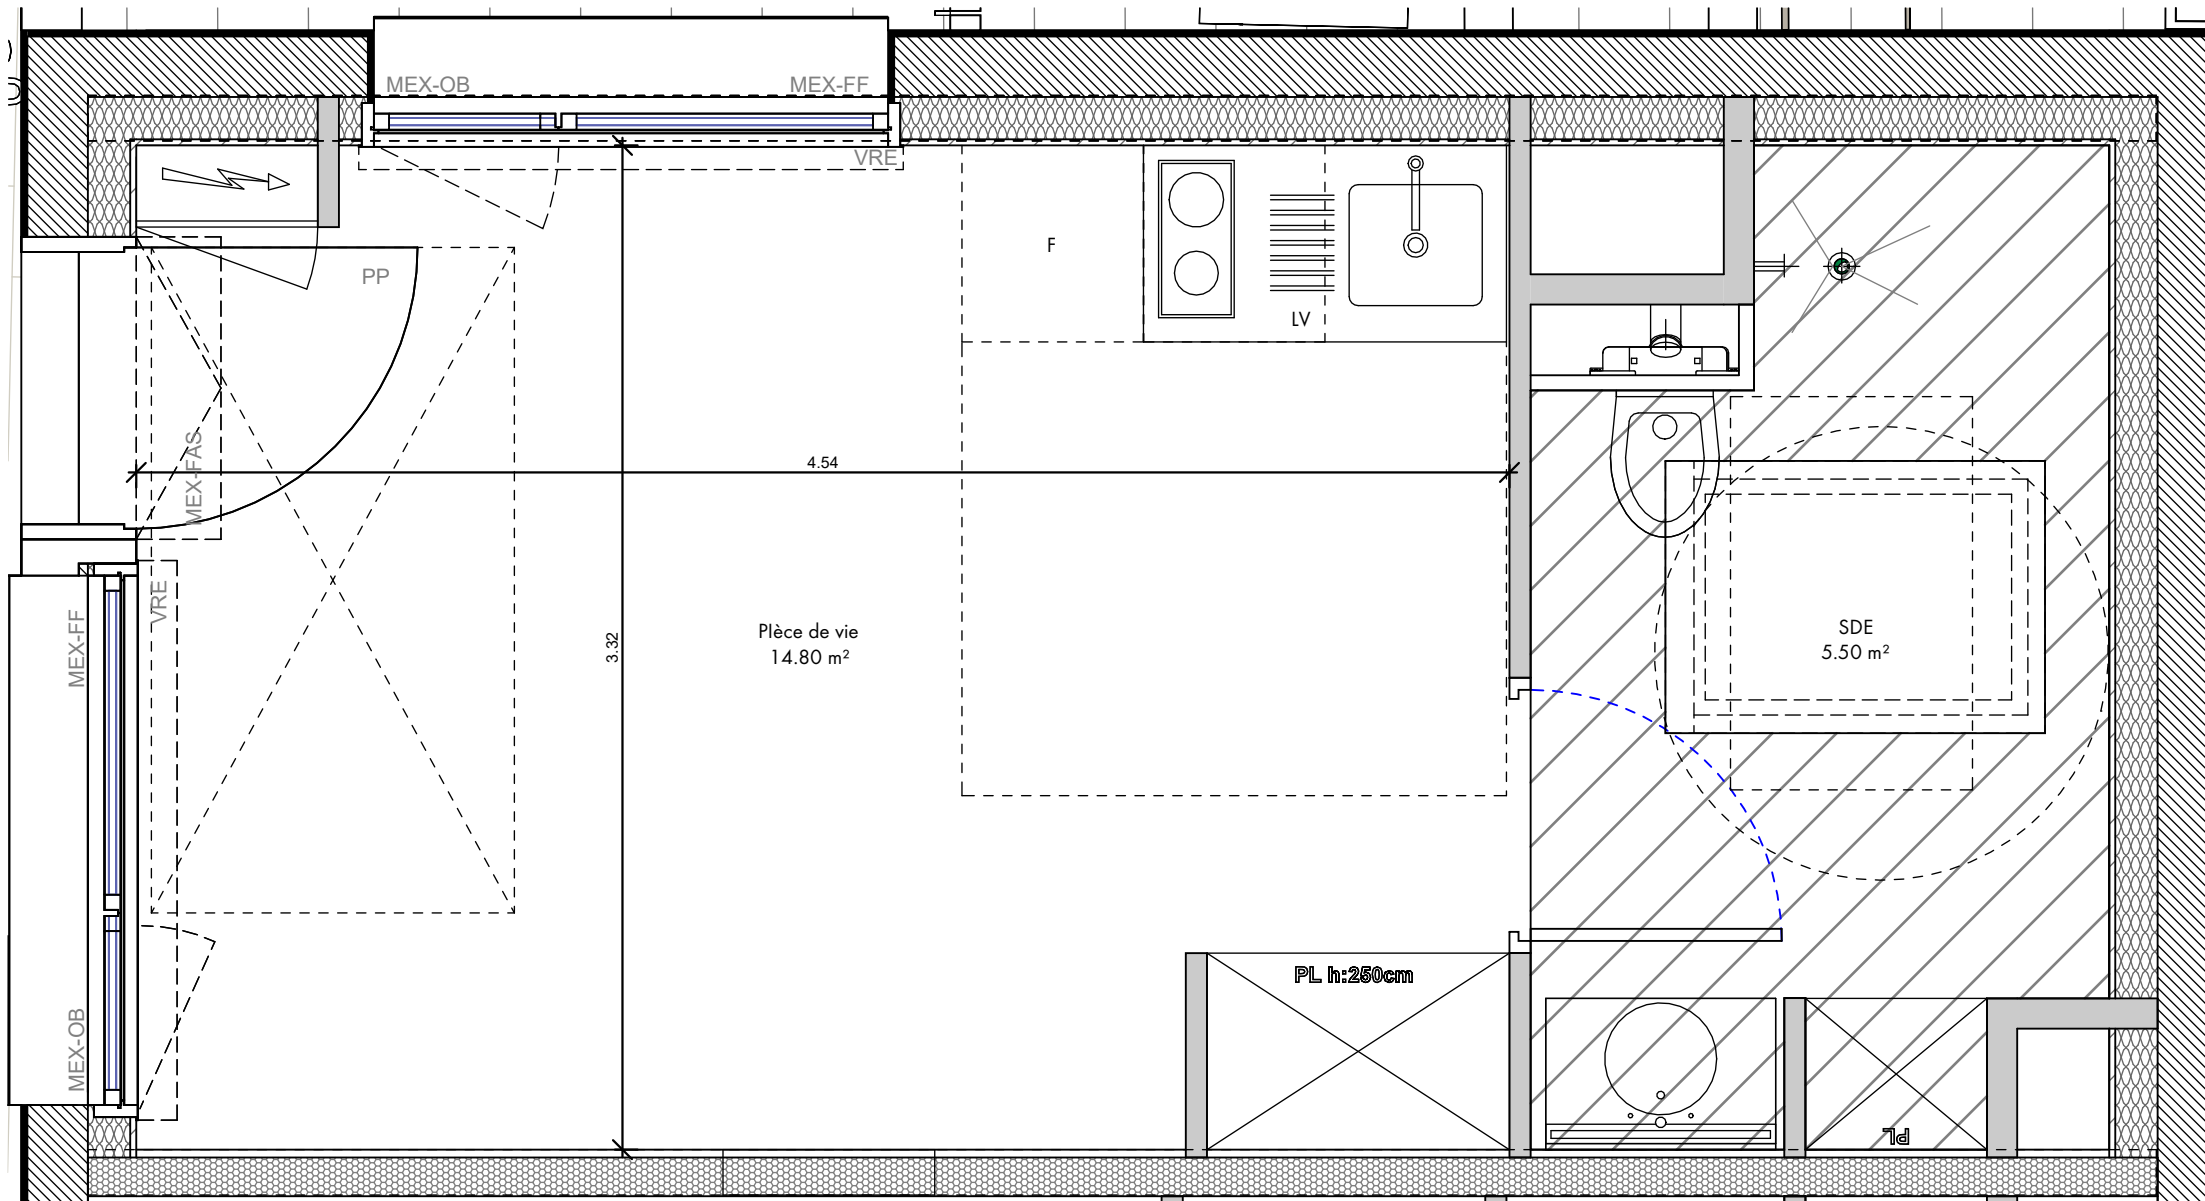 MEX-OB
MEX-FF
VRE
PP
F
LV
MEX-FAS
4.54
VRE
MEX-FF
3.32
Pièce de vie
14.80 m²
SDE
5.50 m²
PL h:250cm
MEX-OB
PL